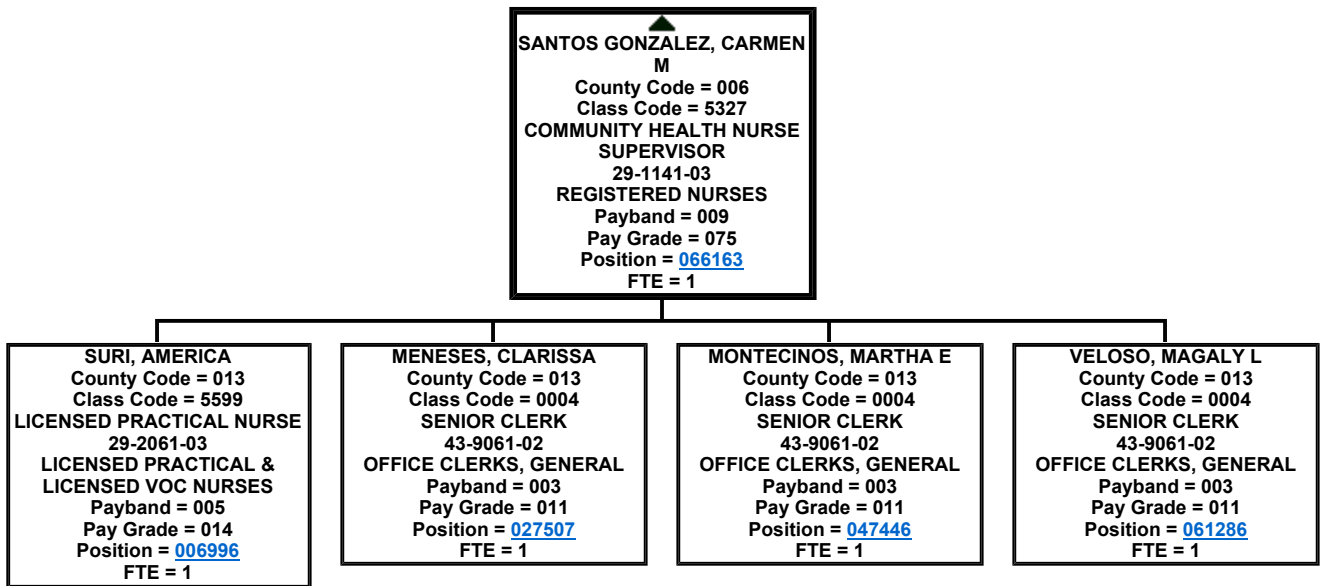 SANTOS GONZALEZ, CARMEN
M
County Code = 006
Class Code = 5327
COMMUNITY HEALTH NURSE
SUPERVISOR
29-1141-03
REGISTERED NURSES
Payband = 009
Pay Grade = 075
Position = 066163
FTE = 1
SURI, AMERICA
County Code = 013
Class Code = 5599
LICENSED PRACTICAL NURSE
29-2061-03
LICENSED PRACTICAL &
LICENSED VOC NURSES
Payband = 005
Pay Grade = 014
Position = 006996
FTE = 1
MENESES, CLARISSA
County Code = 013
Class Code = 0004
SENIOR CLERK
43-9061-02
OFFICE CLERKS, GENERAL
Payband = 003
Pay Grade = 011
Position = 027507
FTE = 1
MONTECINOS, MARTHA E
County Code = 013
Class Code = 0004
SENIOR CLERK
43-9061-02
OFFICE CLERKS, GENERAL
Payband = 003
Pay Grade = 011
Position = 047446
FTE = 1
VELOSO, MAGALY L
County Code = 013
Class Code = 0004
SENIOR CLERK
43-9061-02
OFFICE CLERKS, GENERAL
Payband = 003
Pay Grade = 011
Position = 061286
FTE = 1